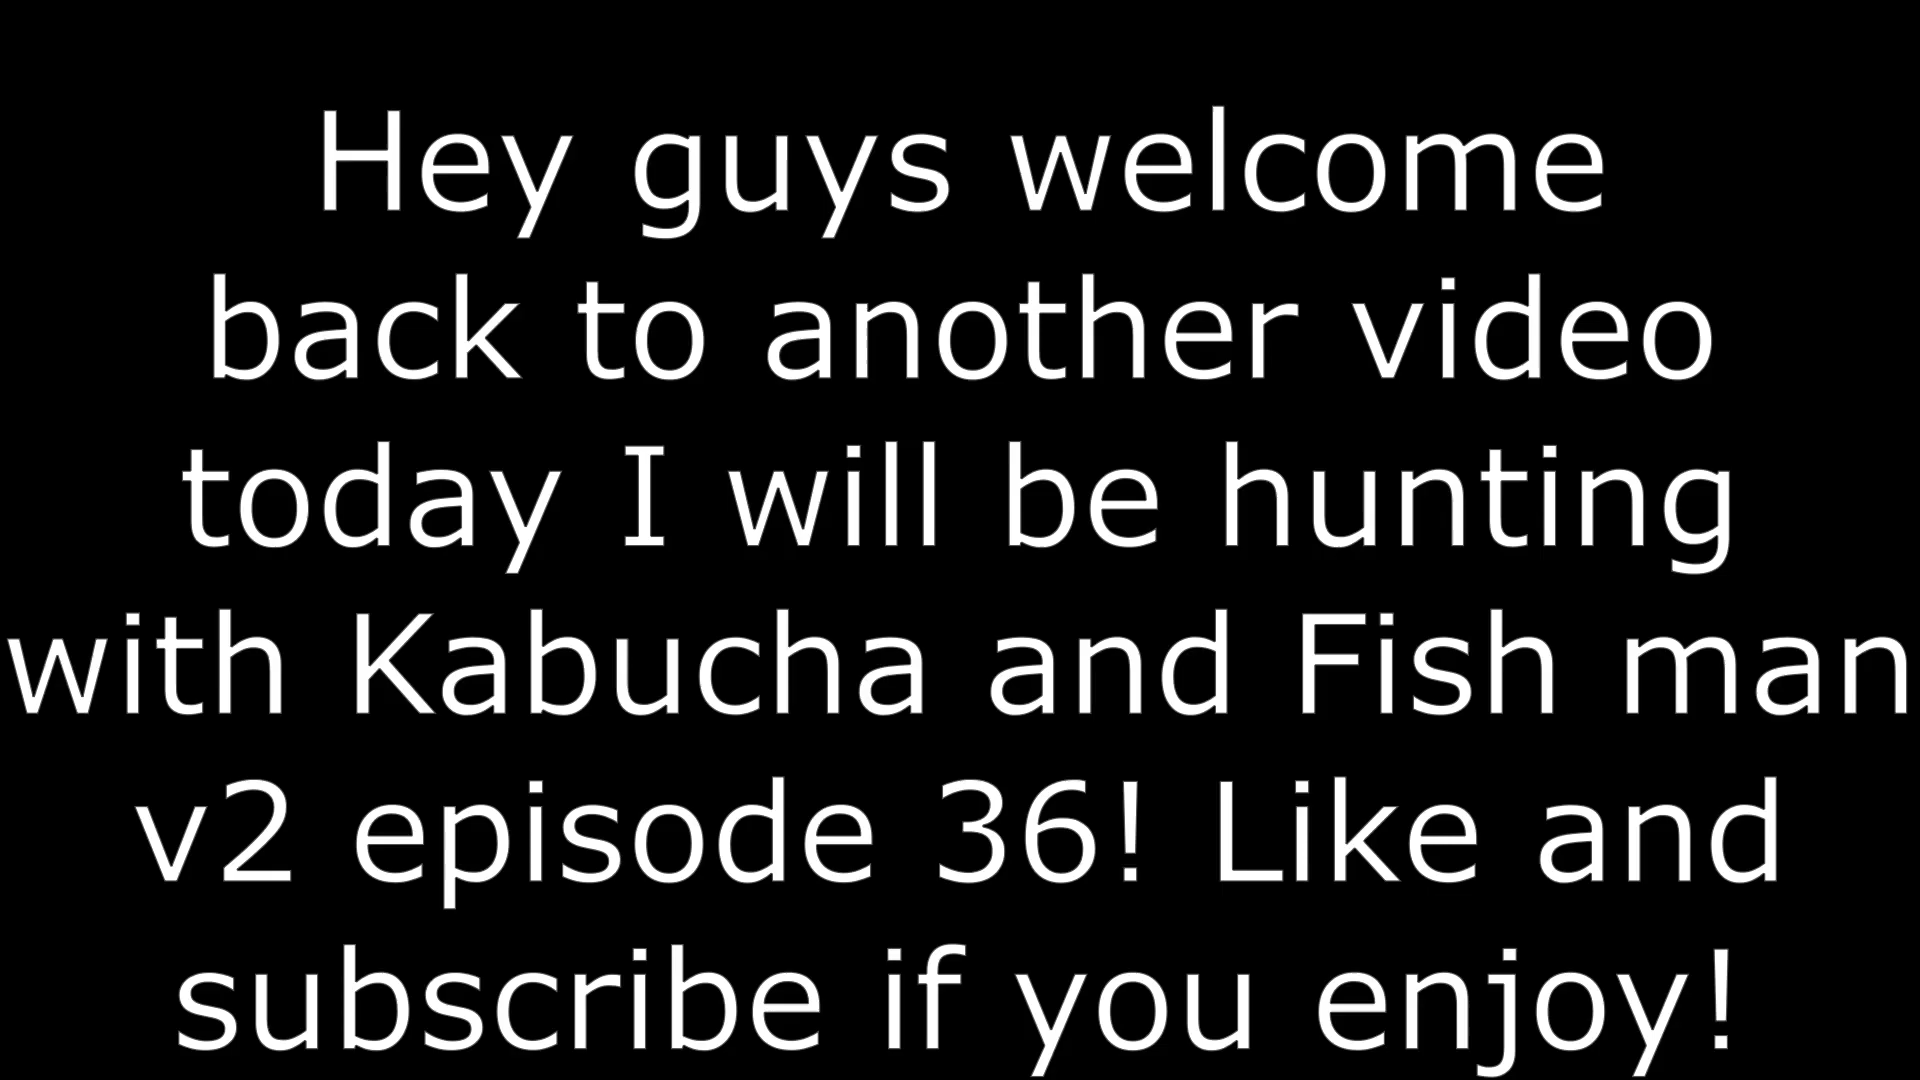 Hey guys welcome
back to another video
today I will be hunting
with Kabucha and Fish man
v2 episode 36! Like and
subscribe if you enjoy!